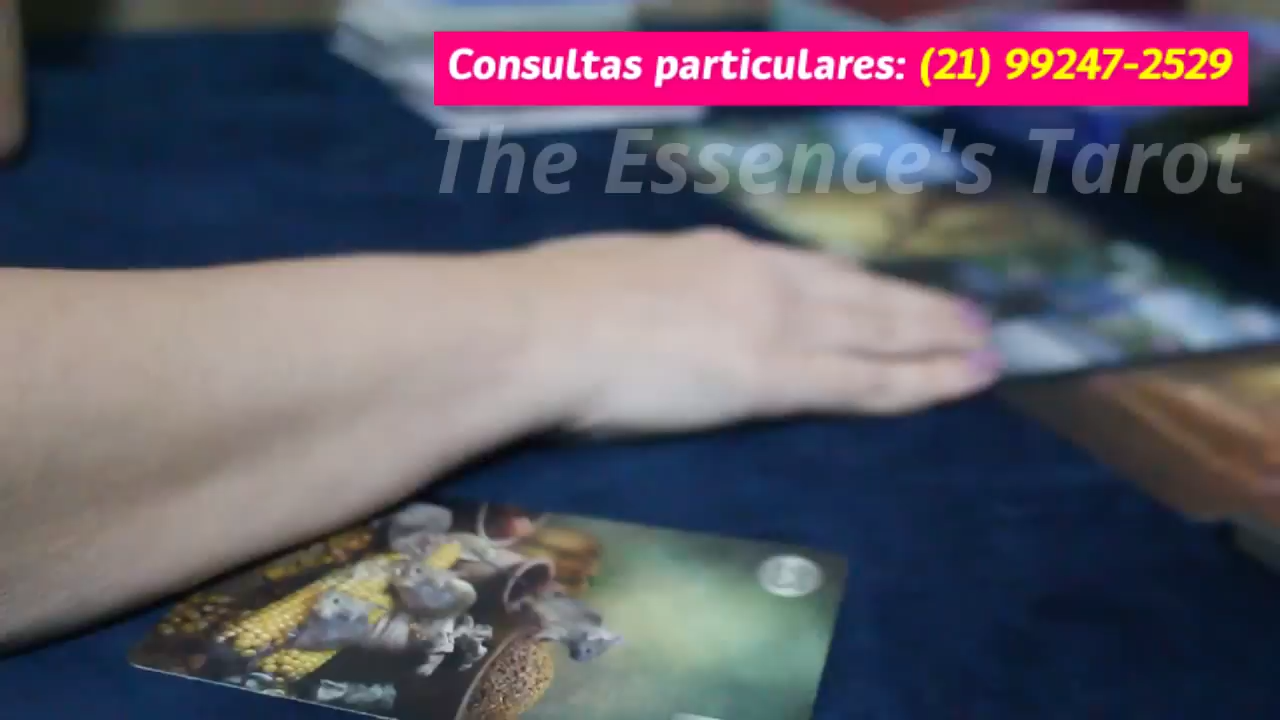 Consultas particulares: (21) 99247-2529
The Essence's Tarot